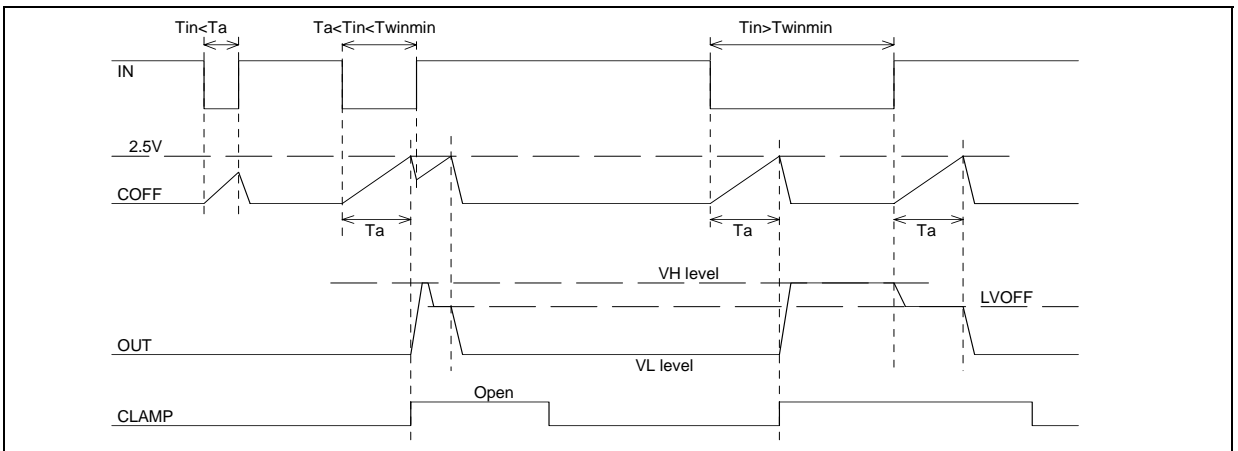 Tin<Ta
Ta<Tin<Twinmin
Tin>Twinmin
IN
2.5V
COFF
Ta
Ta
Ta
VH level
LVOFF
OUT
VL level
Open
CLAMP